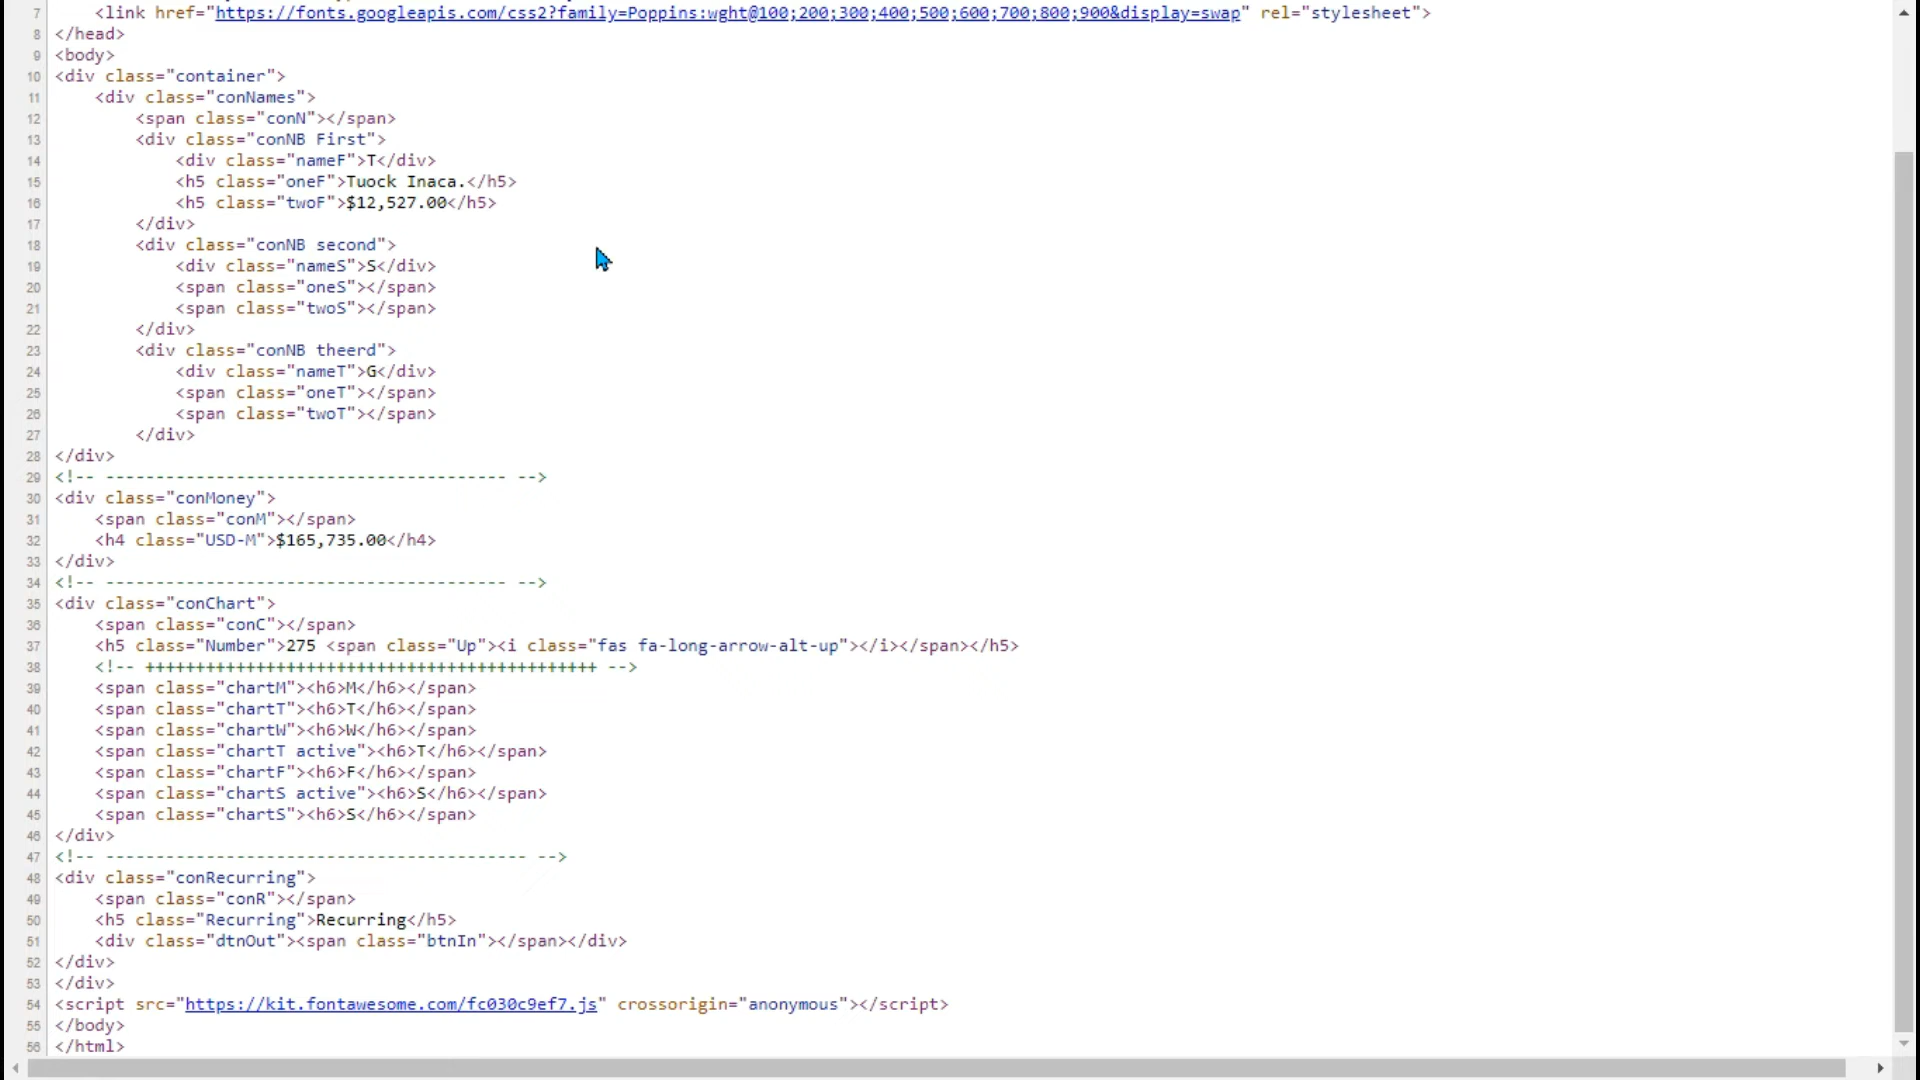 7 <link href="https://fonts.googleapis.com/css2?family=Poppins:wght@100;200;300;400;500;600;700;800;900&display=swap" rel="stylesheet">
8 </head>
9 <body>
10 <div class="container">
11 <div class="conNames">
12 <span class="conN"></span>
13 <div class="conNB First">
14 <div class="nameF">T</div>
15 <h5 class="oneF">Tuock Inaca.</h5>
16 <h5 class="twoF">$12,527.00</h5>
17 </div>
18 <div class="conNB second">
19 <div class="nameS">S</div>
20 <span class="oneS"></span>
21 <span class="twoS"></span>
22 </div>
23 <div class="conNB theerd">
24 <div class="nameT">G</div>
25 <span class="oneT"></span>
26 <span class="twoT"></span>
27 </div>
28 </div>
29 <!-- ---------------------------------------- -->
30 <div class="conMoney">
31 <span class="conM"></span>
32 <h4 class="USD-M">$165,735.00</h4>
33 </div>
34 <!-- ---------------------------------------- -->
35 <div class="conChart">
36 <span class="conC"></span>
37 <h5 class="Number">275 <span class="Up"><i class="fas fa-long-arrow-alt-up"></i></span></h5>
38 <!-- +++++++++++++++++++++++++++++++++++++++++++++ -->
39 <span class="chartM"><h6>M</h6></span>
40 <span class="chartT"><h6>T</h6></span>
41 <span class="chartW"><h6>W</h6></span>
42 <span class="chartT active"><h6>T</h6></span>
43 <span class="chartF"><h6>F</h6></span>
44 <span class="chartS active"><h6>S</h6></span>
45 <span class="chartS"><h6>S</h6></span>
46 </div>
47 <!-- ------------------------------------------ -->
48 <div class="conRecurring">
49 <span class="conR"></span>
50 <h5 class="Recurring">Recurring</h5>
51 <div class="dtnOut"><span class="btnIn"></span></div>
52 </div>
53 </div>
54 <script src="https://kit.fontawesome.com/fc030c9ef7.js" crossorigin="anonymous"></script>
55 </body>
56 </html>